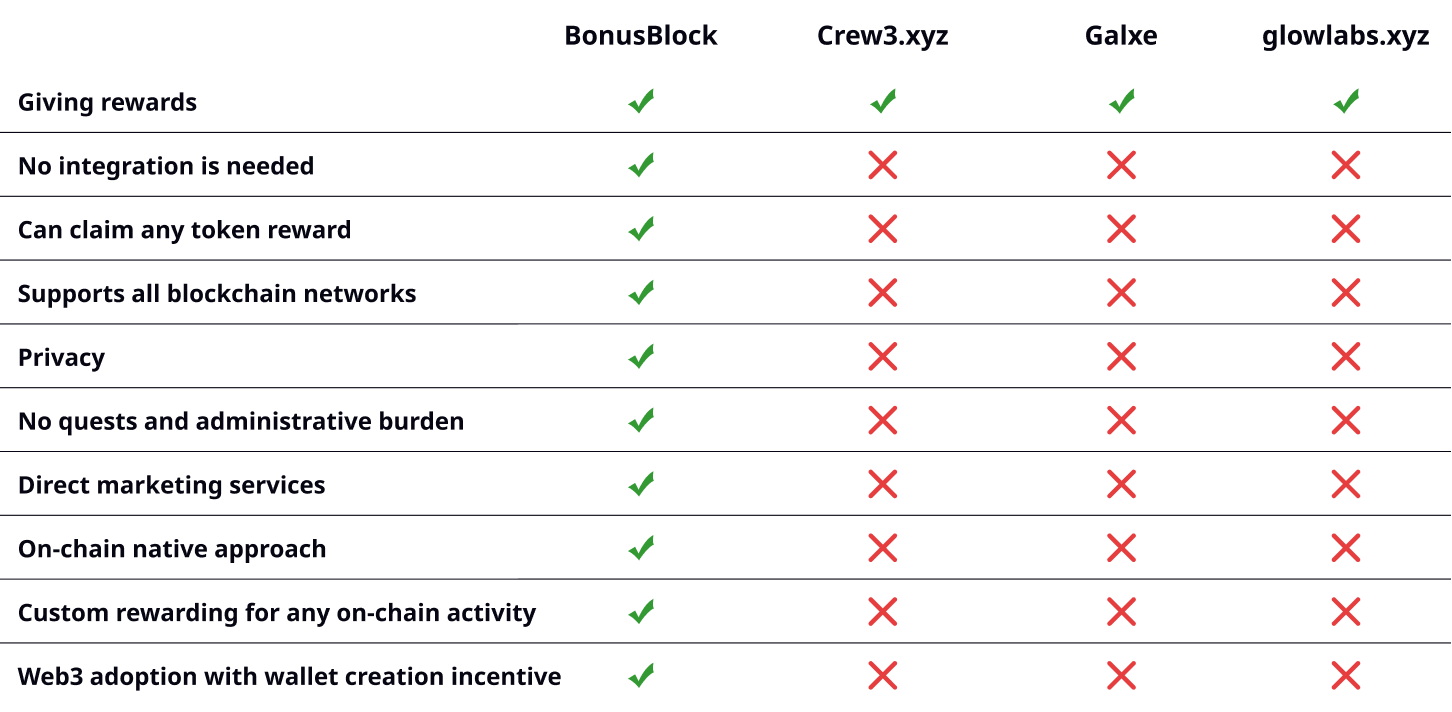 BonusBlock Crew3.xyz Galxe glowlabs.xyz
Giving rewards
No integration is needed
Can claim any token reward
Supports all blockchain networks
Privacy
No quests and administrative burden
Direct marketing services
On-chain native approach
Custom rewarding for any on-chain activity
Web3 adoption with wallet creation incentive